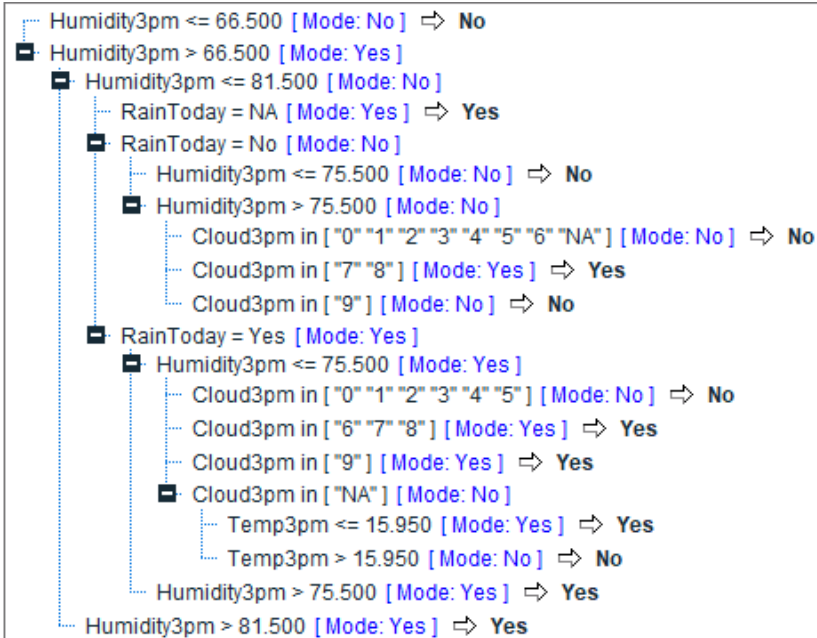 Humidity3pm <= 66.500 [ Mode: No ] ⇨ No
Humidity3pm > 66.500 [ Mode: Yes ]
Humidity3pm <= 81.500 [ Mode: No ]
RainToday = NA [ Mode: Yes ] ⇨ Yes
RainToday = No [ Mode: No ]
Humidity3pm <= 75.500 [ Mode: No ] ⇨ No
Humidity3pm > 75.500 [ Mode: No ]
Cloud3pm in [ "0" "1" "2" "3" "4" "5" "6" "NA" ] [ Mode: No ] ⇨ No
Cloud3pm in [ "7" "8" ] [ Mode: Yes ] ⇨ Yes
Cloud3pm in [ "9" ] [ Mode: No ] ⇨ No
RainToday = Yes [ Mode: Yes ]
Humidity3pm <= 75.500 [ Mode: Yes ]
Cloud3pm in [ "0" "1" "2" "3" "4" "5" ] [ Mode: No ] ⇨ No
Cloud3pm in [ "6" "7" "8" ] [ Mode: Yes ] ⇨ Yes
Cloud3pm in [ "9" ] [ Mode: Yes ] ⇨ Yes
Cloud3pm in [ "NA" ] [ Mode: No ]
Temp3pm <= 15.950 [ Mode: Yes ] ⇨ Yes
Temp3pm > 15.950 [ Mode: No ] ⇨ No
Humidity3pm > 75.500 [ Mode: Yes ] ⇨ Yes
Humidity3pm > 81.500 [ Mode: Yes ] ⇨ Yes